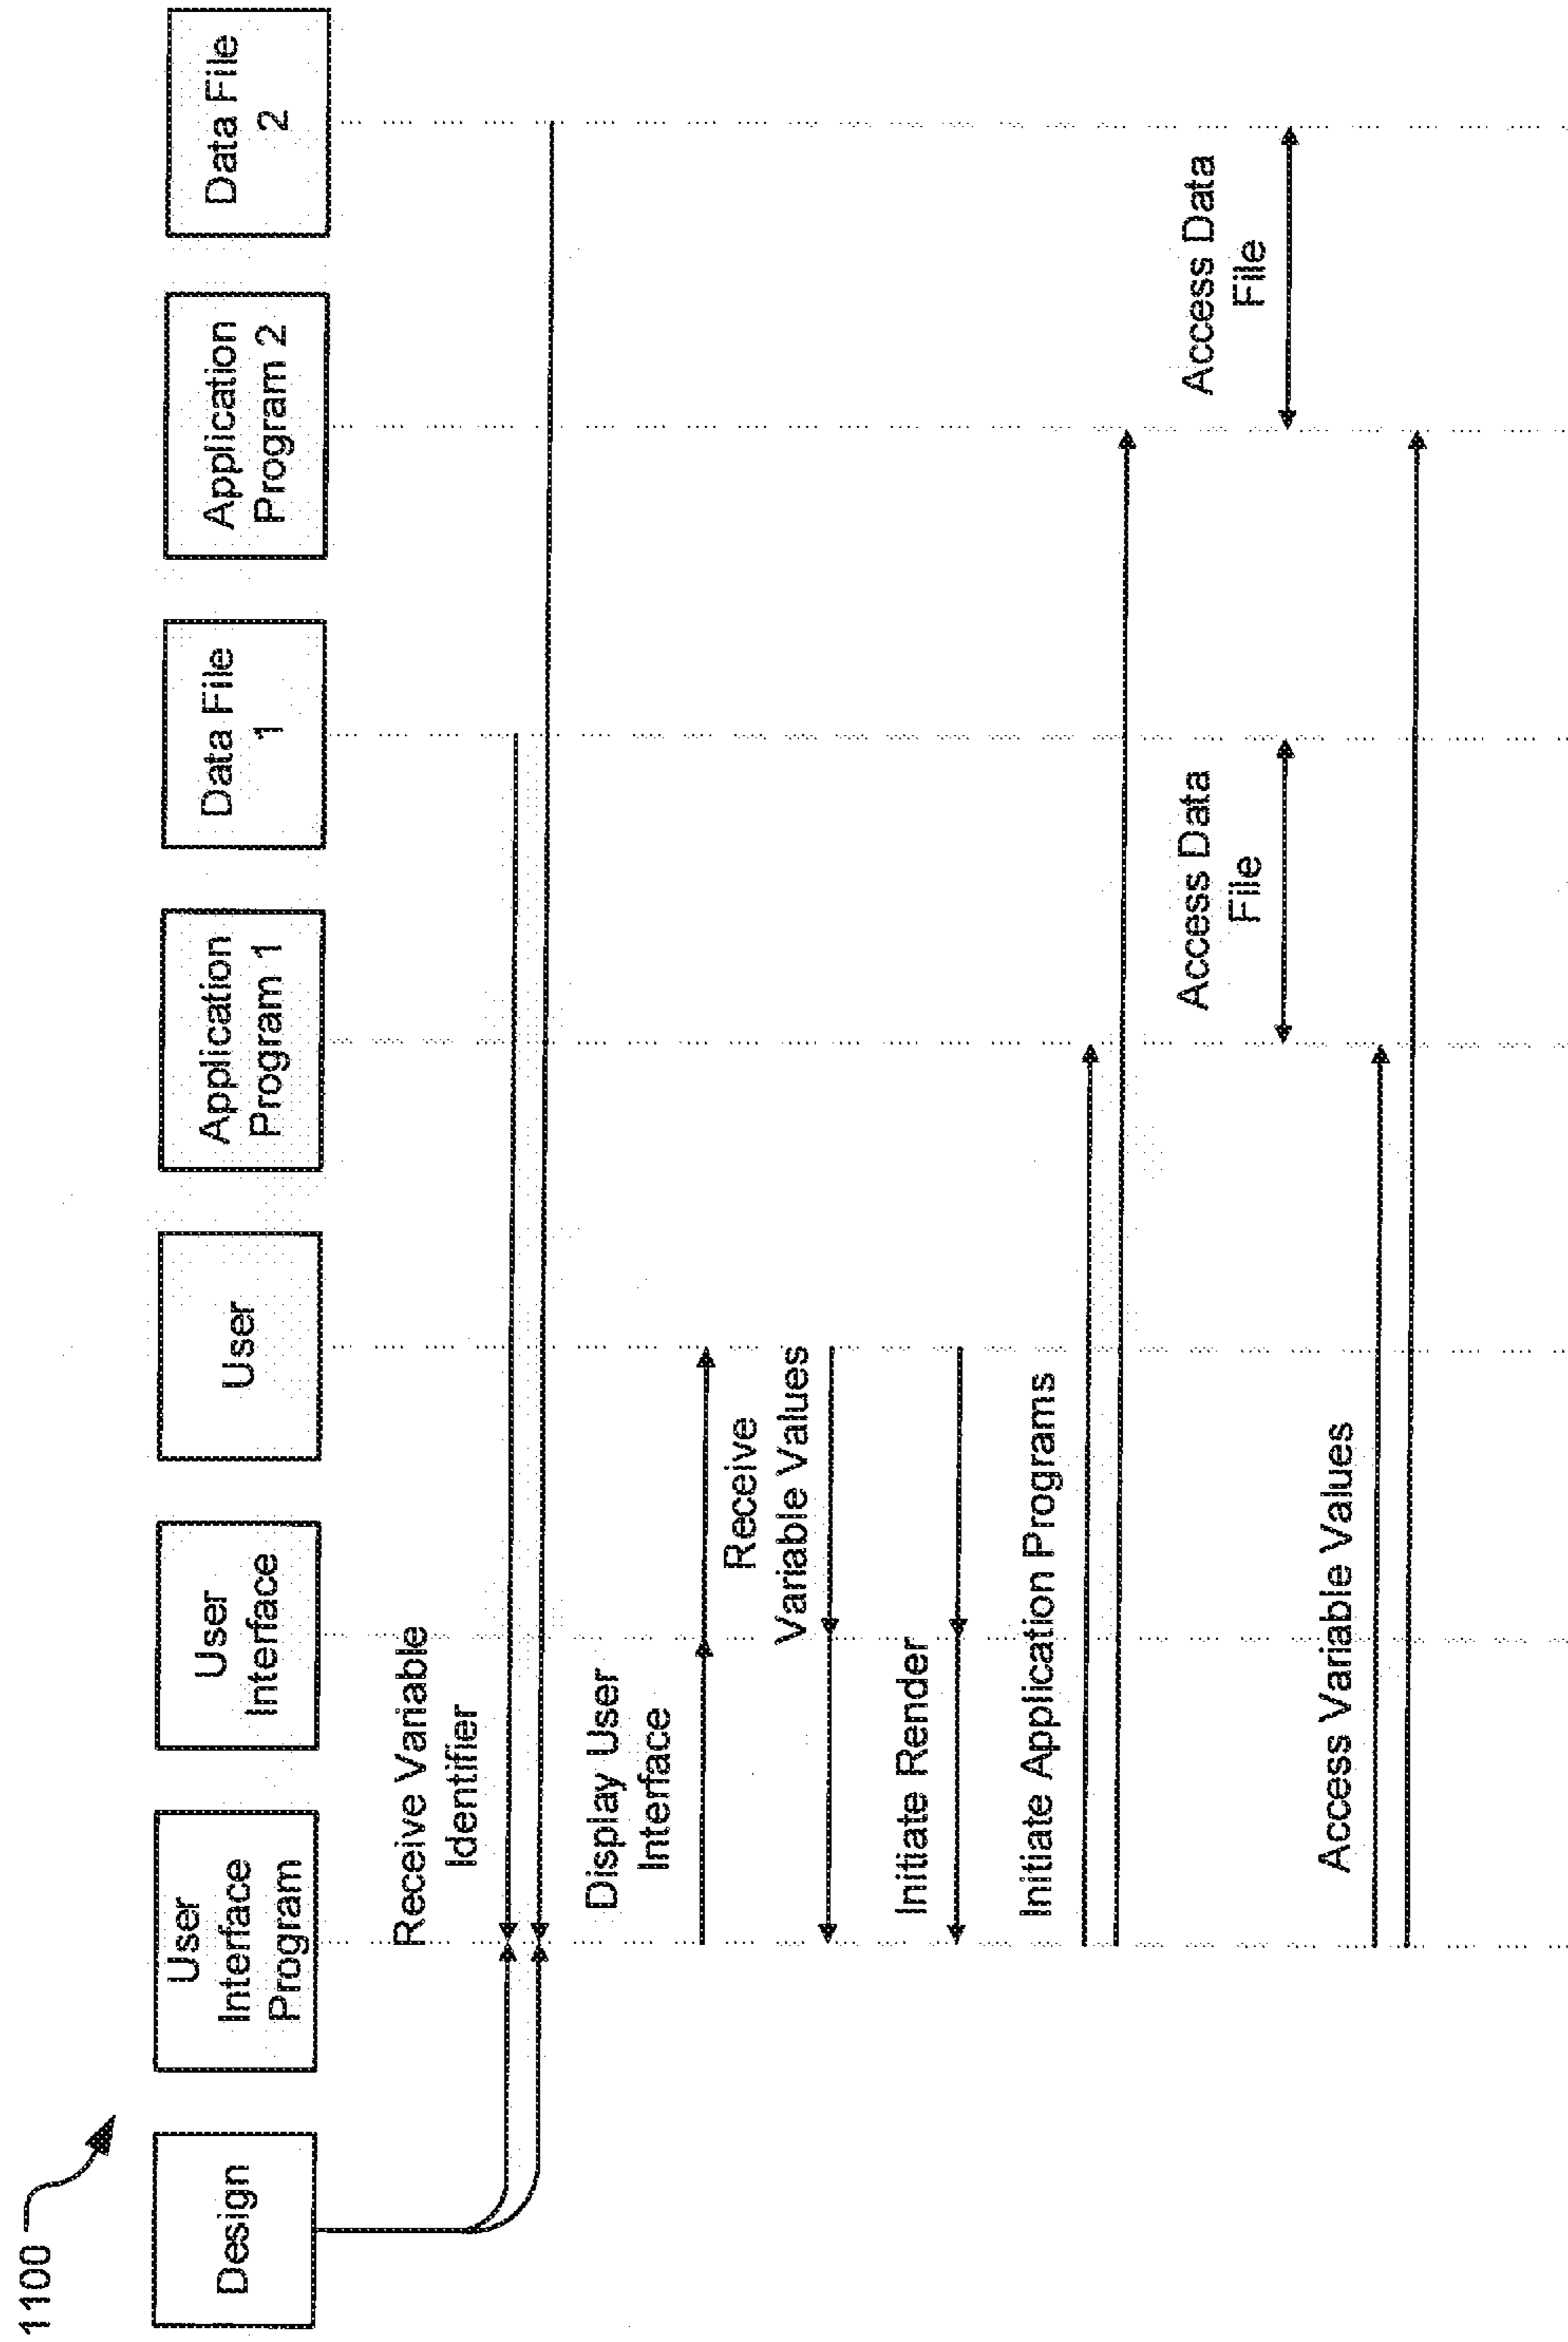 1100
Design
User
Interface
Program
User
Interface
User
Application
Program 1
Data File
1
Application
Program 2
Data File
2
Receive Variable
Identifier
Display User
Interface
Receive
Variable Values
Initiate Render
Initiate Application Programs
Access Data
File
Access Data
File
Access Variable Values